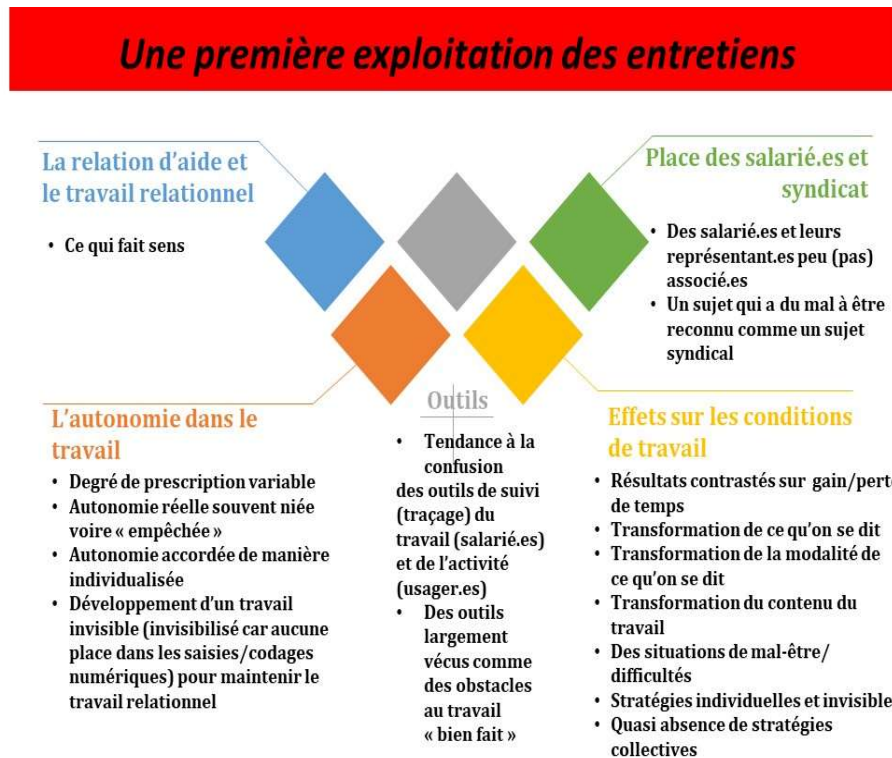 Une première exploitation des entretiens
La relation d'aide et
le travail relationnel
• Ce qui fait sens
Place des salarié.es et
syndicat
• Des salarié.es et leurs
représentant.es peu (pas)
associé.es
• Un sujet qui a du mal à être
reconnu comme un sujet
syndical
L'autonomie dans le
travail
• Degré de prescription variable
• Autonomie réelle souvent niée
voire « empêchée »
• Autonomie accordée de manière
individualisée
• Développement d'un travail
invisible (invisibilisé car aucune
place dans les saisies/codages
numériques) pour maintenir le
travail relationnel
Outils
• Tendance à la
confusion
des outils de suivi
(traçage) du
travail (salarié.es)
et de l'activité
(usager.es)
• Des outils
largement
vécus comme
des obstacles
au travail
« bien fait »
Effets sur les conditions
de travail
• Résultats contrastés sur gain/pert
de temps
• Transformation de ce qu'on se dit
• Transformation de la modalité de
ce qu'on se dit
• Transformation du contenu du
travail
• Des situations de mal-être/
difficultés
• Stratégies individuelles et invisible
• Quasi absence de stratégies
collectives